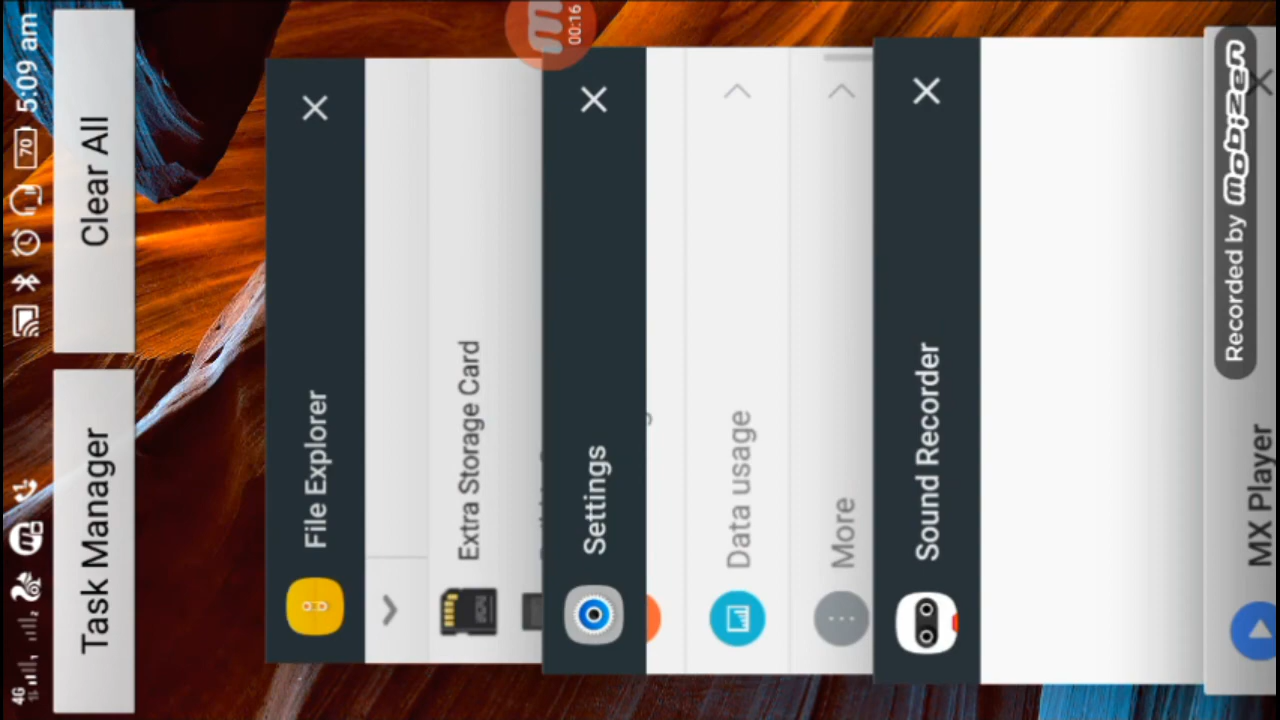 4G 70 5:09 am
Task Manager Clear All
00:16
File Explorer
Extra Storage Card
Settings
Data usage
More
Sound Recorder
MX Player
Recorded by mobizen